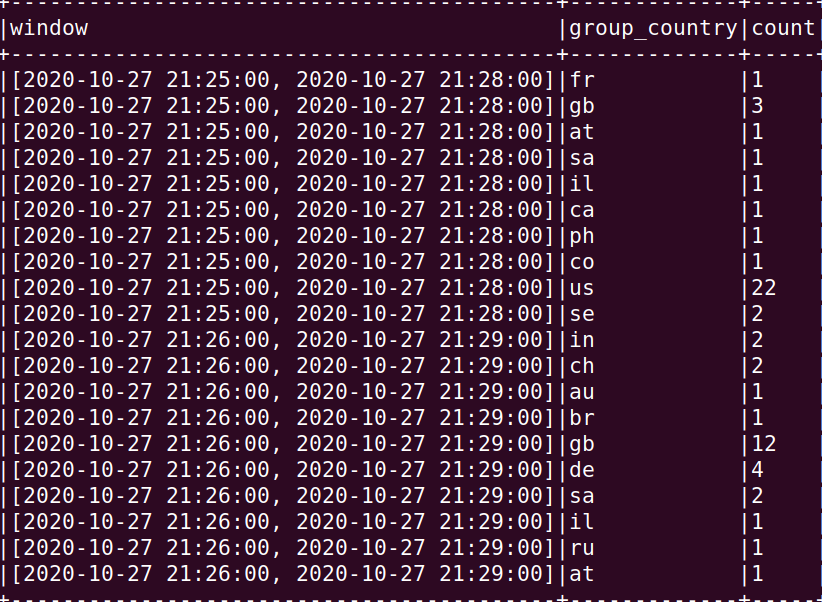 +------------------------------------------+-------------+-----+
|window                                    |group_country|count|
+------------------------------------------+-------------+-----+
|[2020-10-27 21:25:00, 2020-10-27 21:28:00]|fr           |1    |
|[2020-10-27 21:25:00, 2020-10-27 21:28:00]|gb           |3    |
|[2020-10-27 21:25:00, 2020-10-27 21:28:00]|at           |1    |
|[2020-10-27 21:25:00, 2020-10-27 21:28:00]|sa           |1    |
|[2020-10-27 21:25:00, 2020-10-27 21:28:00]|il           |1    |
|[2020-10-27 21:25:00, 2020-10-27 21:28:00]|ca           |1    |
|[2020-10-27 21:25:00, 2020-10-27 21:28:00]|ph           |1    |
|[2020-10-27 21:25:00, 2020-10-27 21:28:00]|co           |1    |
|[2020-10-27 21:25:00, 2020-10-27 21:28:00]|us           |22   |
|[2020-10-27 21:25:00, 2020-10-27 21:28:00]|se           |2    |
|[2020-10-27 21:26:00, 2020-10-27 21:29:00]|in           |2    |
|[2020-10-27 21:26:00, 2020-10-27 21:29:00]|ch           |2    |
|[2020-10-27 21:26:00, 2020-10-27 21:29:00]|au           |1    |
|[2020-10-27 21:26:00, 2020-10-27 21:29:00]|br           |1    |
|[2020-10-27 21:26:00, 2020-10-27 21:29:00]|gb           |12   |
|[2020-10-27 21:26:00, 2020-10-27 21:29:00]|de           |4    |
|[2020-10-27 21:26:00, 2020-10-27 21:29:00]|sa           |2    |
|[2020-10-27 21:26:00, 2020-10-27 21:29:00]|il           |1    |
|[2020-10-27 21:26:00, 2020-10-27 21:29:00]|ru           |1    |
|[2020-10-27 21:26:00, 2020-10-27 21:29:00]|at           |1    |
+------------------------------------------+-------------+-----+